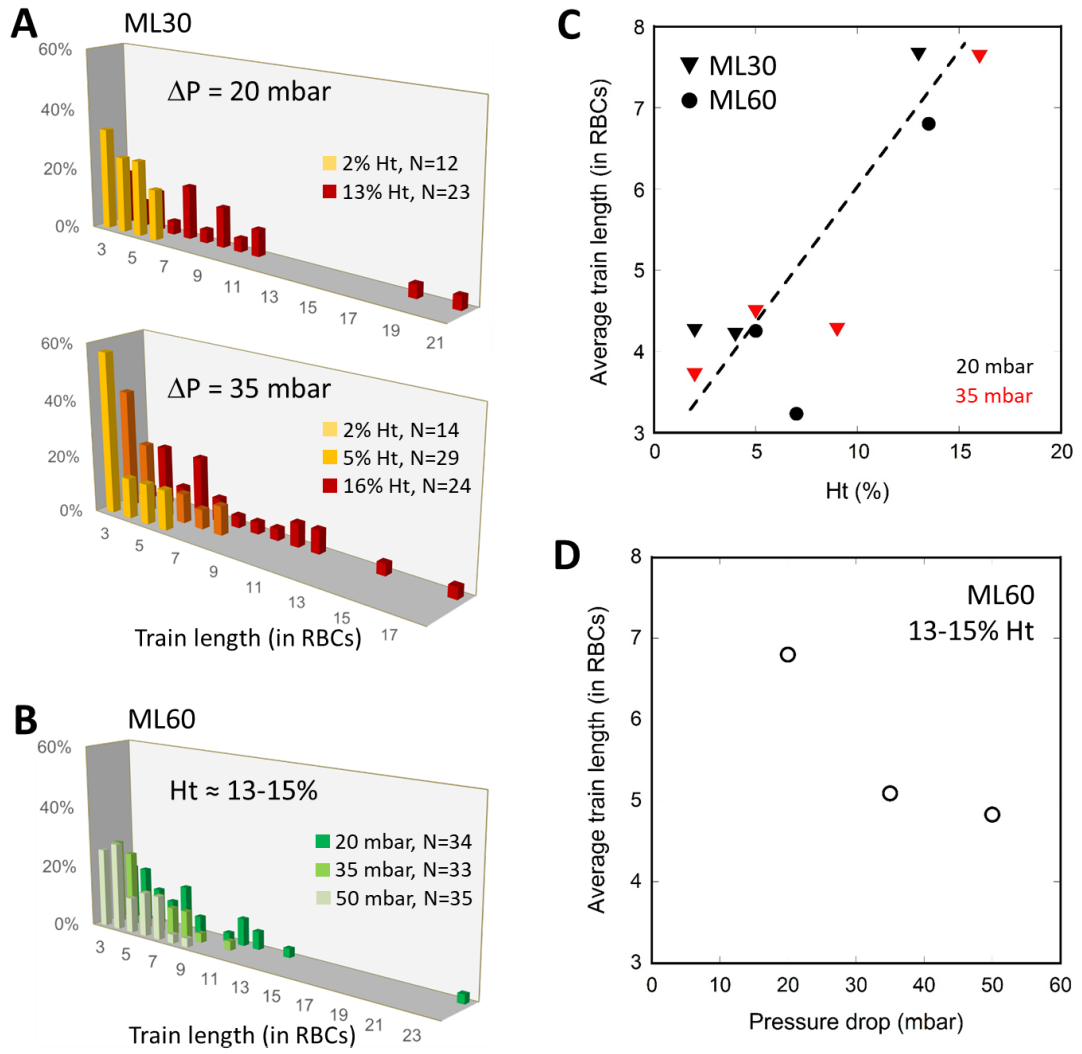 A
ML30
60%
40%
20%
0%
ΔP = 20 mbar
2% Ht, N=12
13% Ht, N=23
3
5
7
9
11
13
15
17
19
21
60%
40%
20%
0%
ΔP = 35 mbar
2% Ht, N=14
5% Ht, N=29
16% Ht, N=24
3
5
7
9
11
13
15
17
Train length (in RBCs)
B
ML60
60%
40%
20%
0%
Ht ≈ 13-15%
20 mbar, N=34
35 mbar, N=33
50 mbar, N=35
3
5
7
9
11
13
15
17
19
21
23
Train length (in RBCs)
C
Average train length (in RBCs)
8
7
6
5
4
3
ML30
ML60
20 mbar
35 mbar
0
5
10
15
20
Ht (%)
D
Average train length (in RBCs)
8
7
6
5
4
3
ML60
13-15% Ht
0
10
20
30
40
50
60
Pressure drop (mbar)